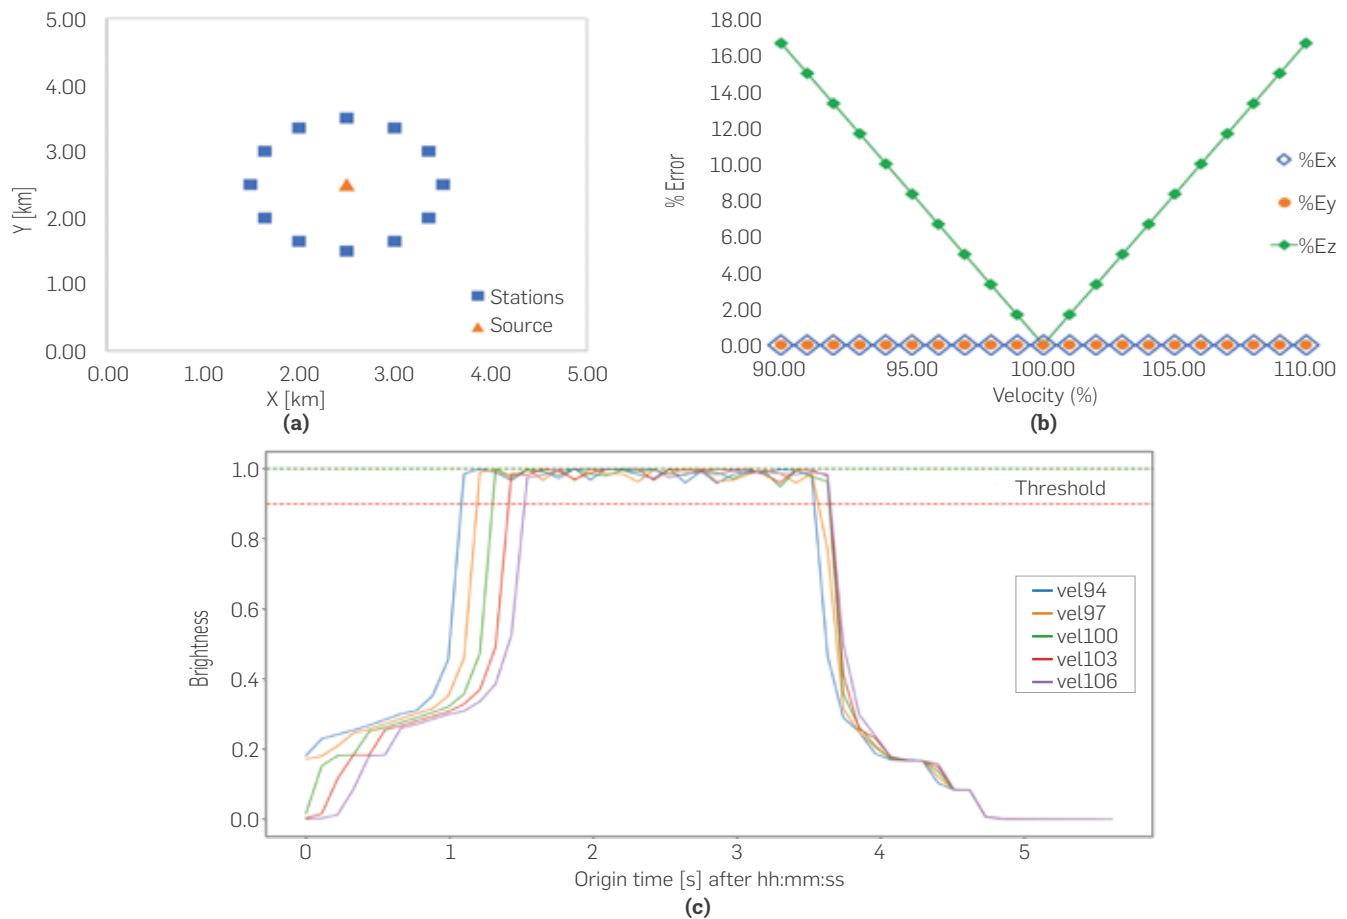 5.00
4.00
3.00
2.00
1.00
0.00
Y [km]
0.00 1.00 2.00 3.00 4.00 5.00
X [km]
Stations
Source
(a)
18.00
16.00
14.00
12.00
10.00
8.00
6.00
4.00
2.00
0.00
% Error
90.00 95.00 100.00 105.00 110.00
Velocity (%)
%Ex
%Ey
%Ez
(b)
1.0
0.8
0.6
0.4
0.2
0.0
Brightness
Threshold
vel94
vel97
vel100
vel103
vel106
0 1 2 3 4 5
Origin time [s] after hh:mm:ss
(c)